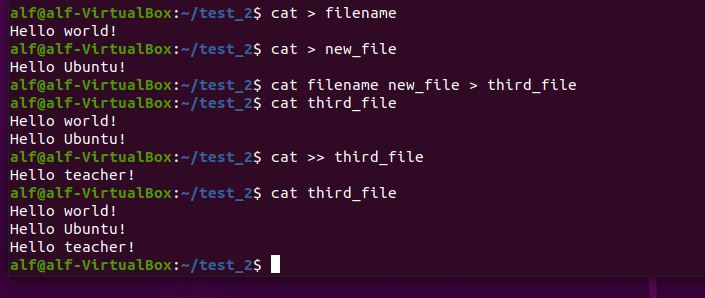 alf@alf-VirtualBox:~/test_2$ cat > filename
Hello world!
alf@alf-VirtualBox:~/test_2$ cat > new_file
Hello Ubuntu!
alf@alf-VirtualBox:~/test_2$ cat filename new_file > third_file
alf@alf-VirtualBox:~/test_2$ cat third_file
Hello world!
Hello Ubuntu!
alf@alf-VirtualBox:~/test_2$ cat >> third_file
Hello teacher!
alf@alf-VirtualBox:~/test_2$ cat third_file
Hello world!
Hello Ubuntu!
Hello teacher!
alf@alf-VirtualBox:~/test_2$